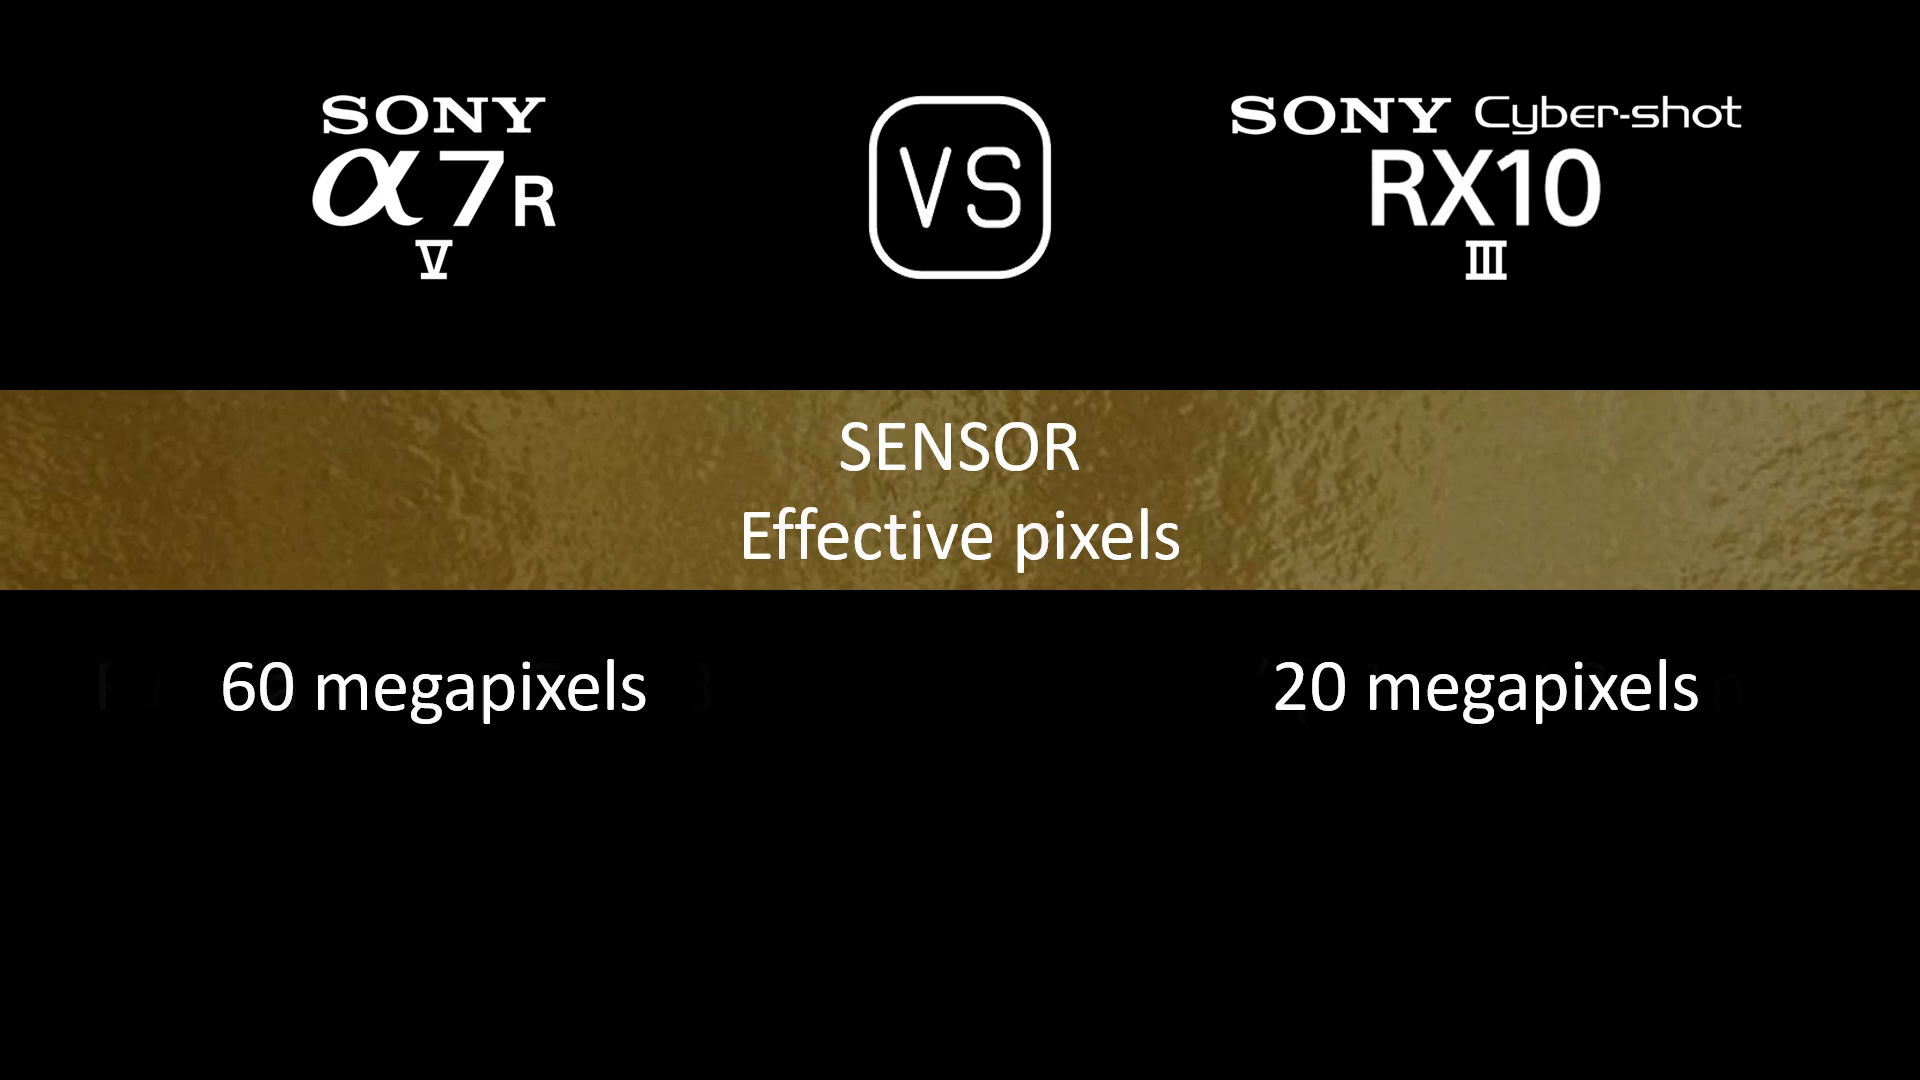 SONY
α7R
V
VS
SONY Cyber-shot
RX10
III
SENSOR
Effective pixels
60 megapixels
20 megapixels